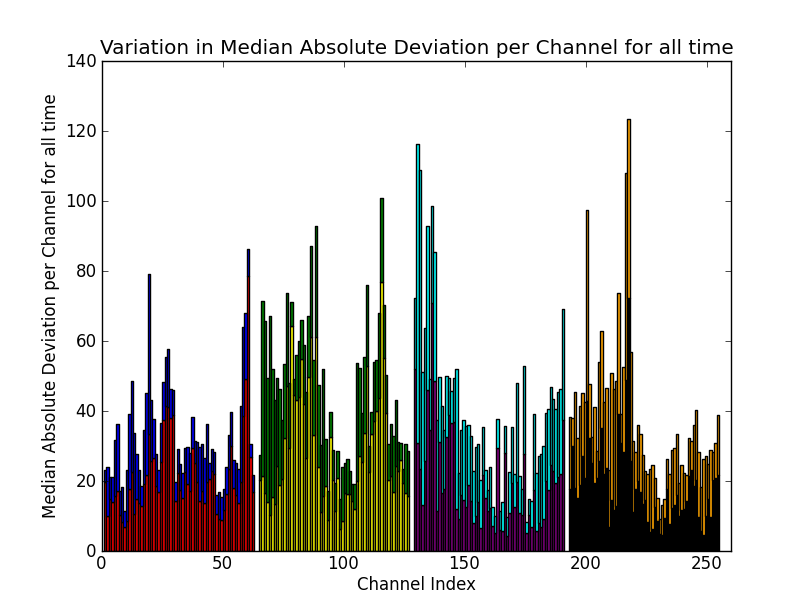 Variation in Median Absolute Deviation per Channel for all time
Median Absolute Deviation per Channel for all time
140
120
100
80
60
40
20
0
0 50 100 150 200 250
Channel Index